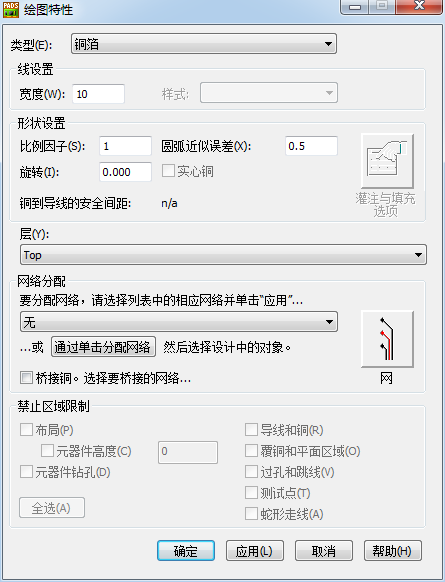 PADS 绘图特性
类型(E): 铜箔
线设置
宽度(W): 10 样式:
形状设置
比例因子(S): 1 圆弧近似误差(X): 0.5
旋转(I): 0.000 实心铜
灌注与填充
选项
铜到导线的安全间距: n/a
层(Y):
Top
网络分配
要分配网络，请选择列表中的相应网络并单击“应用”...
无
...或 通过单击分配网络 然后选择设计中的对象。
网
桥接铜。选择要桥接的网络...
禁止区域限制
布局(P) 导线和铜(R)
元器件高度(C) 0 覆铜和平面区域(O)
元器件钻孔(D) 过孔和跳线(V)
测试点(T)
全选(A) 蛇形走线(A)
确定 应用(L) 取消 帮助(H)